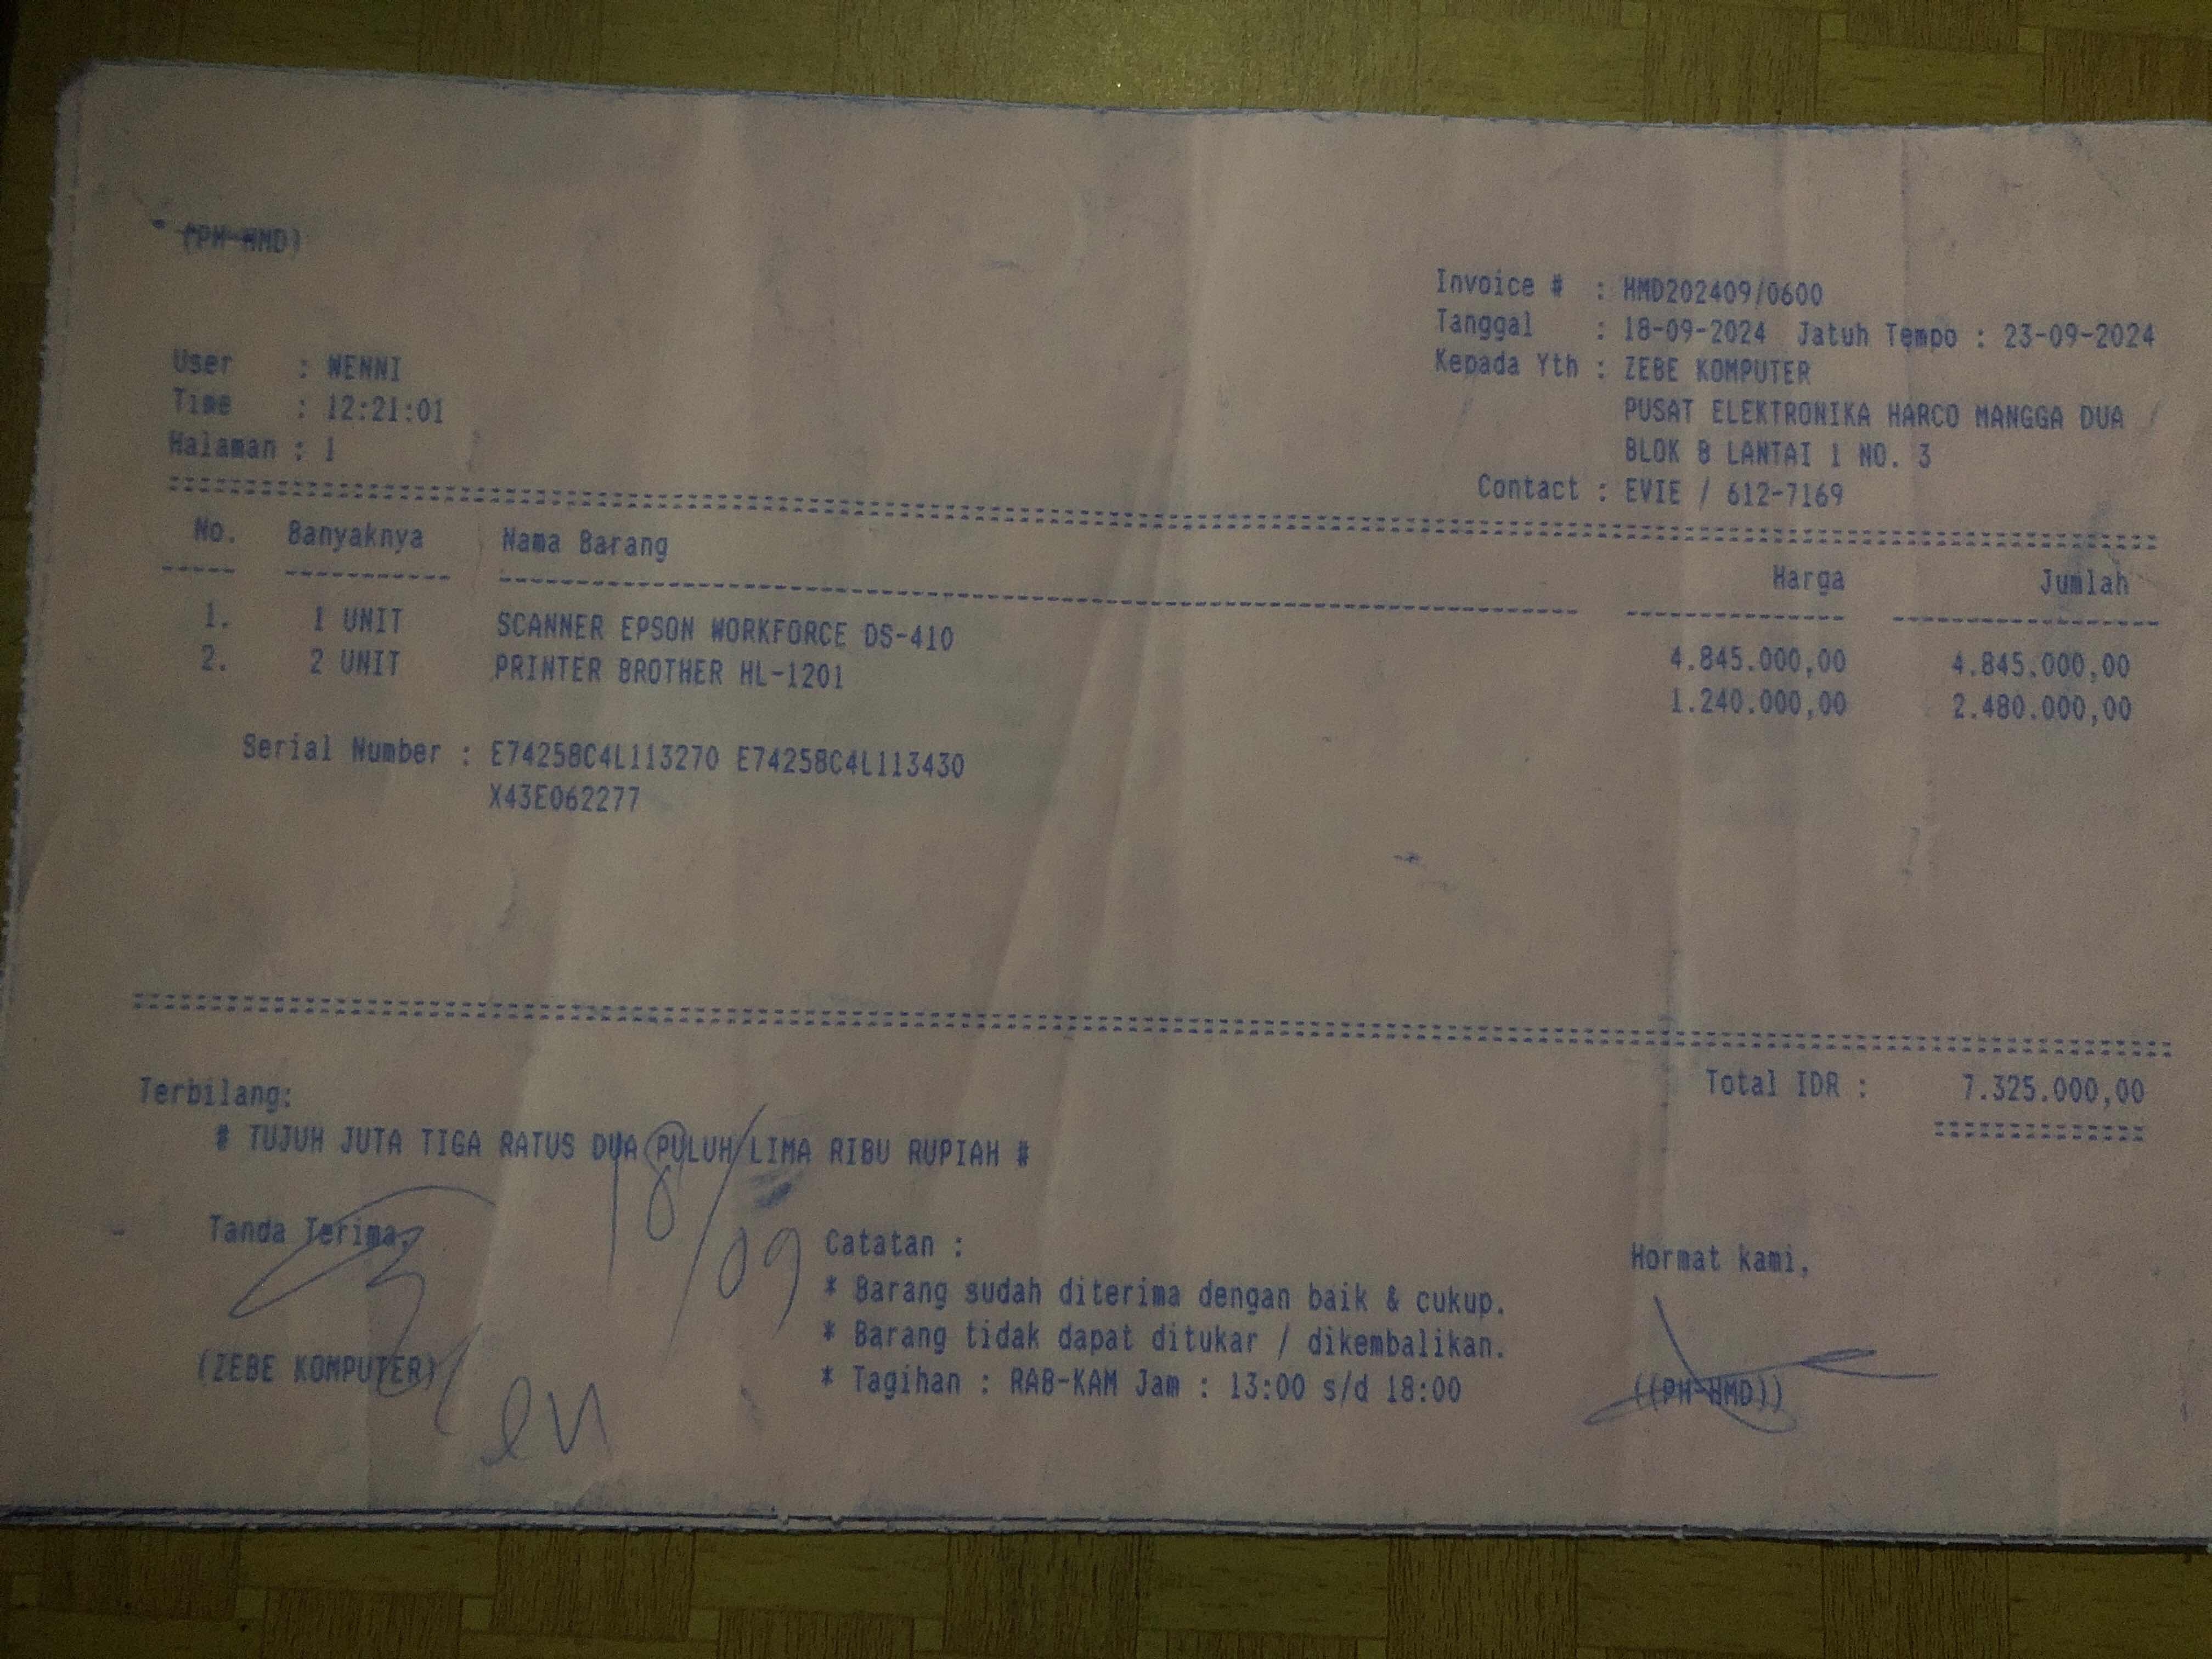 (PM-HMD)
Invoice # : HMD202409/0600
Tanggal : 18-09-2024 Jatuh Tempo : 23-09-2024
User : WENNI
Kepada Yth : ZEBE KOMPUTER
Time : 12:21:01
PUSAT ELEKTRONIKA HARCO MANGGA DUA
Halaman : 1
BLOK B LANTAI 1 NO. 3
Contact : EVIE / 612-7169
No. Banyaknya Nama Barang Harga Jumlah
1. 1 UNIT SCANNER EPSON WORKFORCE DS-410 4.845.000,00 4.845.000,00
2. 2 UNIT PRINTER BROTHER HL-1201 1.240.000,00 2.480.000,00
Serial Number : E74258C4L113270 E74258C4L113430
X43E062277
Total IDR : 7.325.000,00
Terbilang:
# TUJUH JUTA TIGA RATUS DUA PULUH LIMA RIBU RUPIAH #
18/09
Tanda Terima,
Catatan :
Hormat kami,
* Barang sudah diterima dengan baik & cukup.
* Barang tidak dapat ditukar / dikembalikan.
* Tagihan : RAB-KAM Jam : 13:00 s/d 18:00
(ZEBE KOMPUTER)
((PM-HMD))